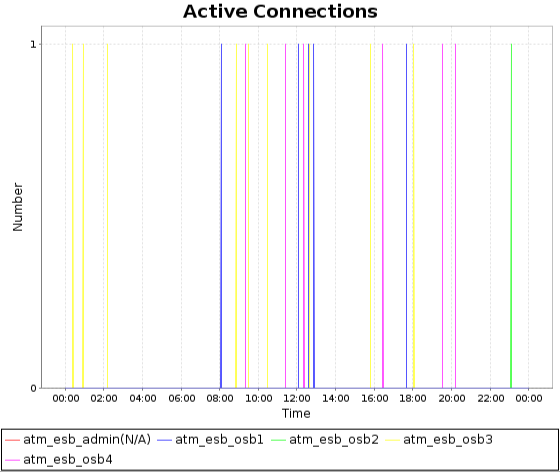 Active Connections
1
Number
0
00:00 02:00 04:00 06:00 08:00 10:00 12:00 14:00 16:00 18:00 20:00 22:00 00:00
Time
atm_esb_admin(N/A) atm_esb_osb1 atm_esb_osb2 atm_esb_osb3
atm_esb_osb4